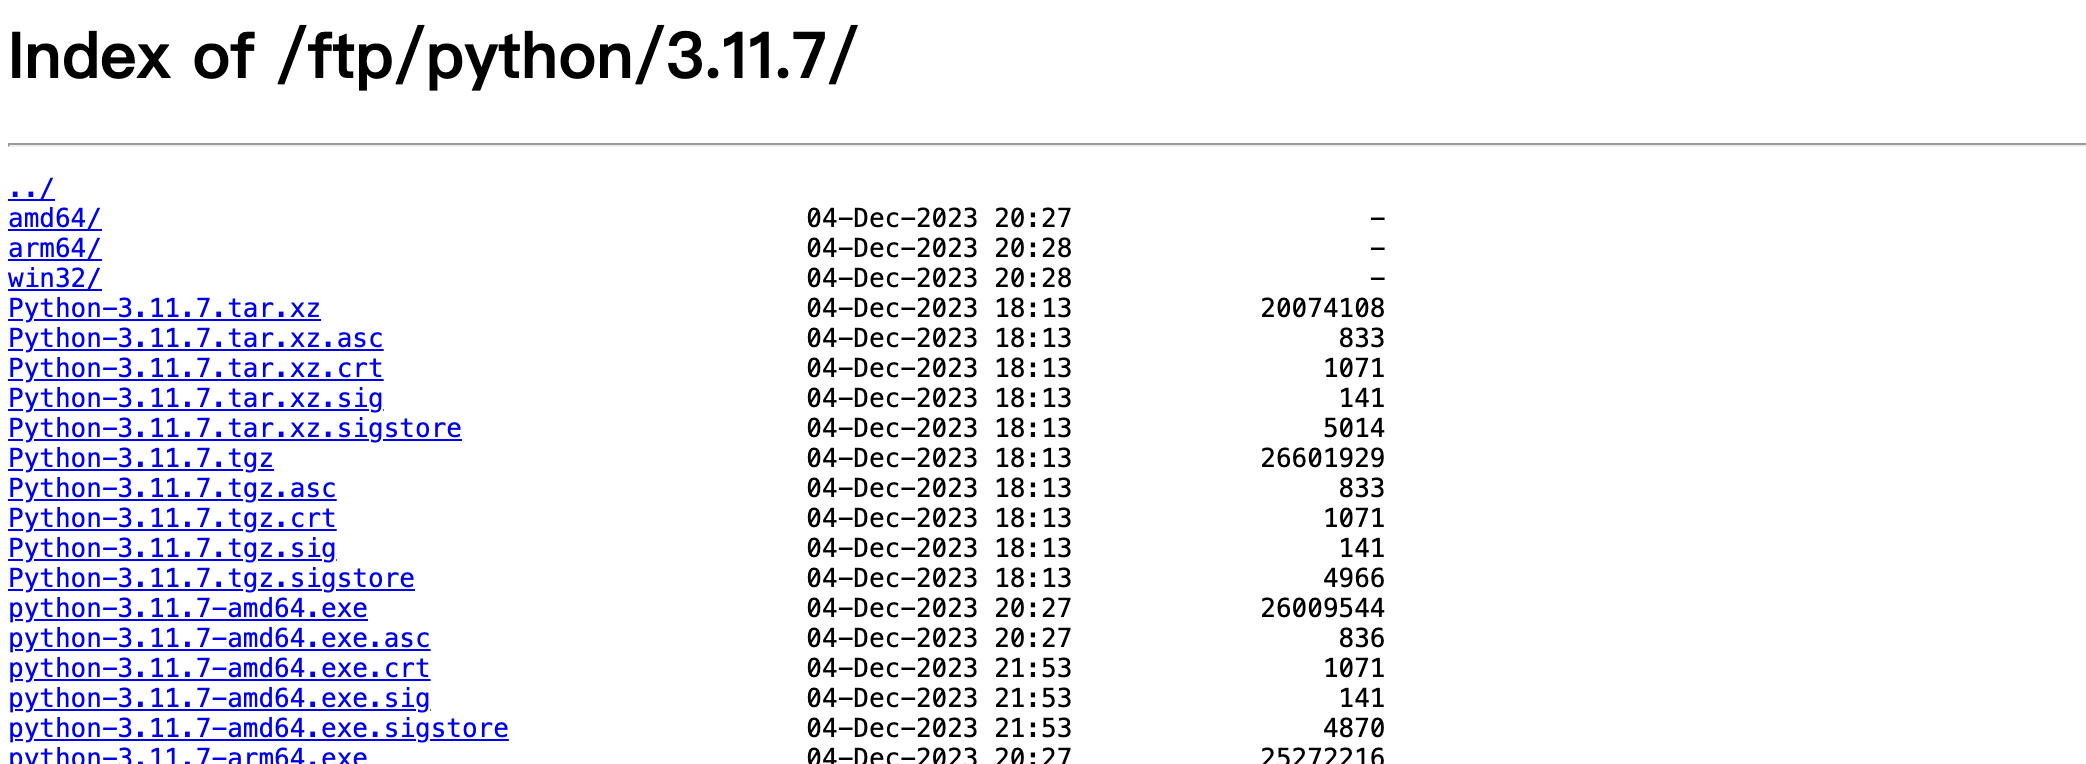 Index of /ftp/python/3.11.7/
../
amd64/ 04-Dec-2023 20:27 -
arm64/ 04-Dec-2023 20:28 -
win32/ 04-Dec-2023 20:28 -
Python-3.11.7.tar.xz 04-Dec-2023 18:13 20074108
Python-3.11.7.tar.xz.asc 04-Dec-2023 18:13 833
Python-3.11.7.tar.xz.crt 04-Dec-2023 18:13 1071
Python-3.11.7.tar.xz.sig 04-Dec-2023 18:13 141
Python-3.11.7.tar.xz.sigstore 04-Dec-2023 18:13 5014
Python-3.11.7.tgz 04-Dec-2023 18:13 26601929
Python-3.11.7.tgz.asc 04-Dec-2023 18:13 833
Python-3.11.7.tgz.crt 04-Dec-2023 18:13 1071
Python-3.11.7.tgz.sig 04-Dec-2023 18:13 141
Python-3.11.7.tgz.sigstore 04-Dec-2023 18:13 4966
python-3.11.7-amd64.exe 04-Dec-2023 20:27 26009544
python-3.11.7-amd64.exe.asc 04-Dec-2023 20:27 836
python-3.11.7-amd64.exe.crt 04-Dec-2023 21:53 1071
python-3.11.7-amd64.exe.sig 04-Dec-2023 21:53 141
python-3.11.7-amd64.exe.sigstore 04-Dec-2023 21:53 4870
python-3.11.7-arm64.exe 04-Dec-2023 20:27 25272216